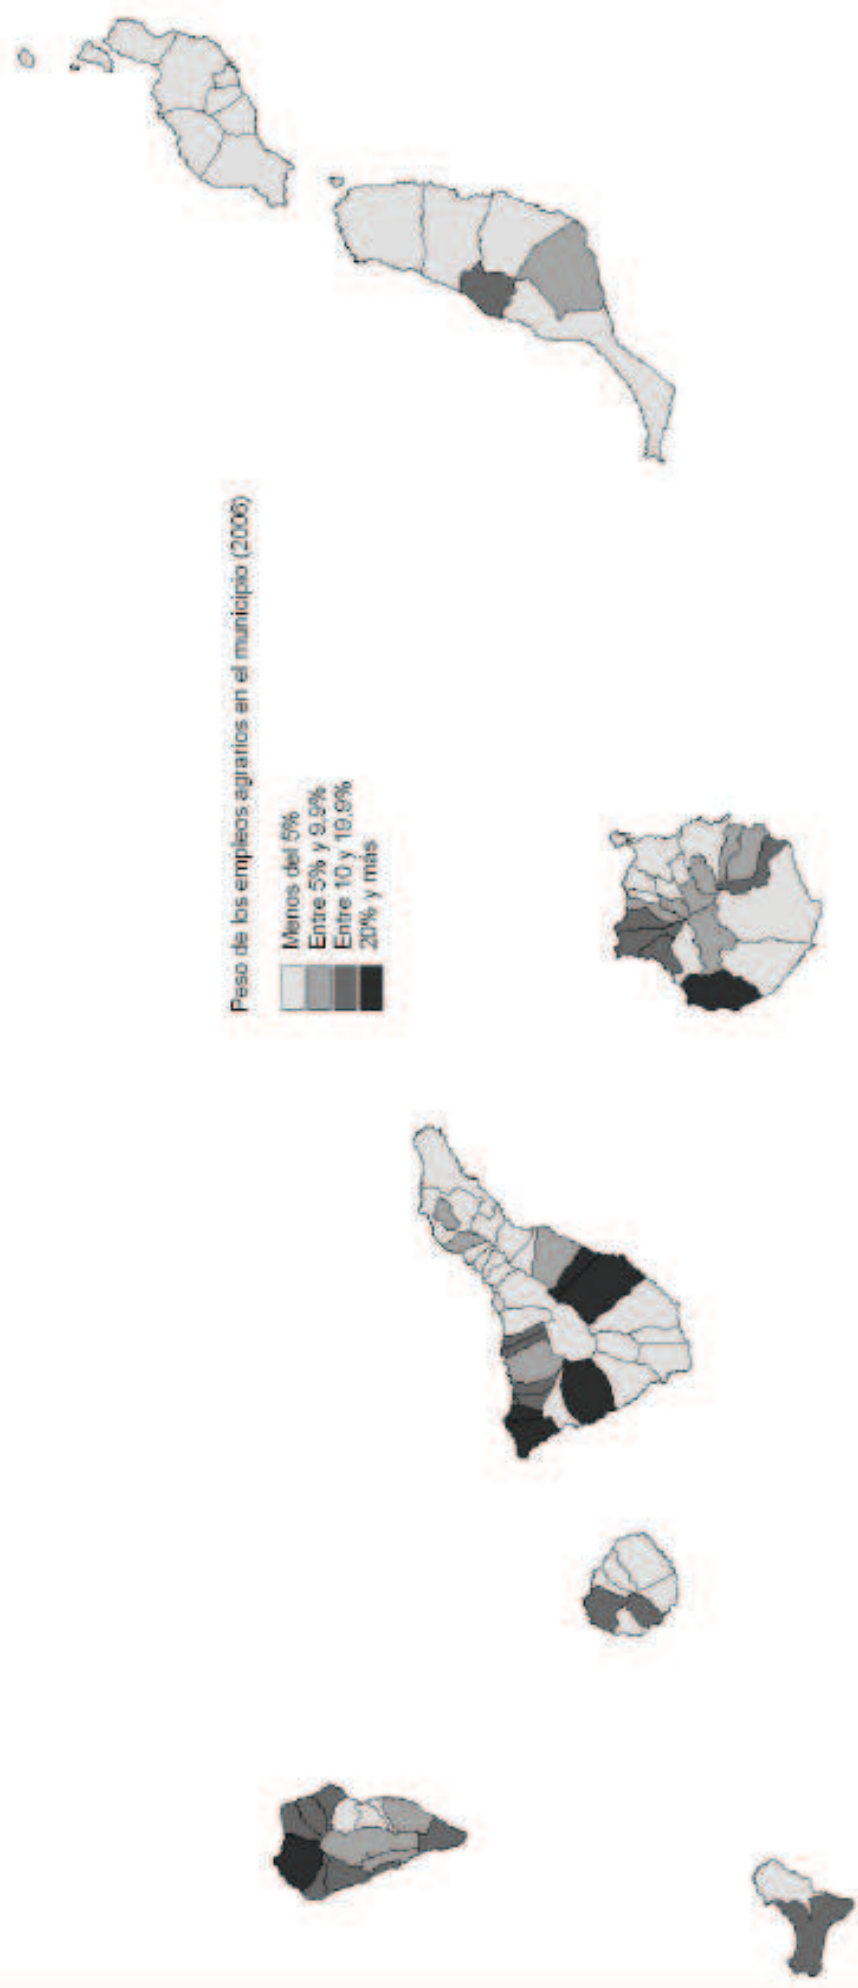 Peso de los empleos agrarios en el municipio (2006)
Menos del 5%
Entre 5% y 9.9%
Entre 10 y 19.9%
20% y más